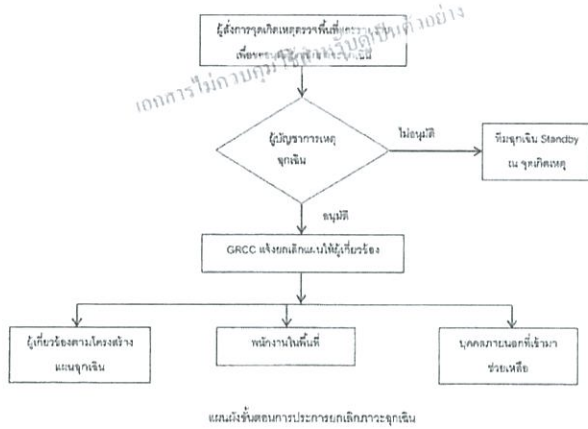 ผู้สั่งการจุดเกิดเหตุตรวจพื้นที่
เอกสารไม่ควบคุมใช้สำหรับดูเป็นตัวอย่าง
ผู้บัญชาการเหตุ
ฉุกเฉิน
ไม่อนุมัติ
ทีมฉุกเฉิน Standby
ณ จุดเกิดเหตุ
อนุมัติ
GRCC แจ้งยกเลิกแผนให้ผู้เกี่ยวข้อง
ผู้เกี่ยวข้องตามโครงสร้าง
แผนฉุกเฉิน
พนักงานในพื้นที่
บุคคลภายนอกที่เข้ามา
ช่วยเหลือ
แผนผังขั้นตอนการประการยกเลิกภาวะฉุกเฉิน